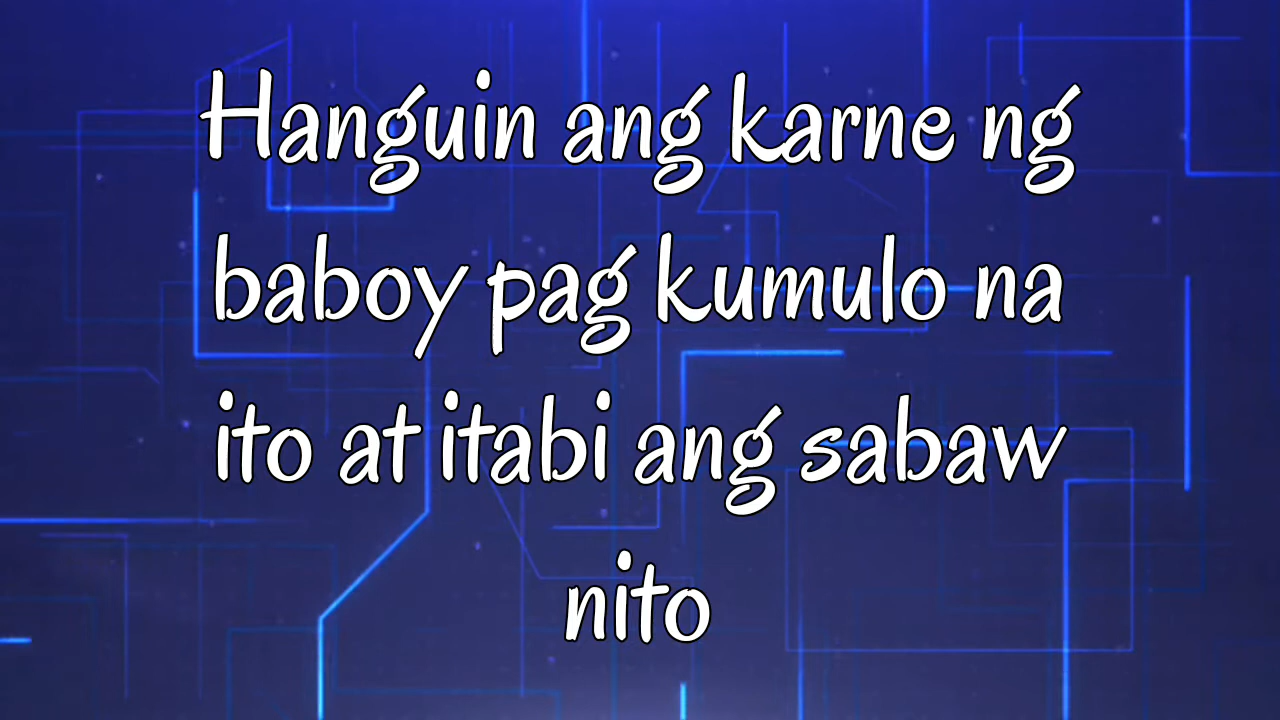 Hanguin ang karne ng
baboy pag kumulo na
ito at itabi ang sabaw
nito